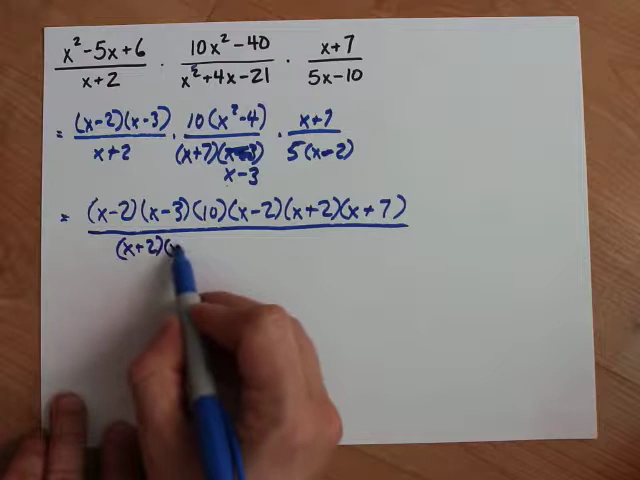 x²-5x+6 / x+2 · 10x²-40 / x²+4x-21 · x+7 / 5x-10
= (x-2)(x-3) / x+2 · 10(x²-4) / (x+7)( ) · x+7 / 5(x-2)
x-3
= (x-2)(x-3)(10)(x-2)(x+2)(x+7)
(x+2)(x